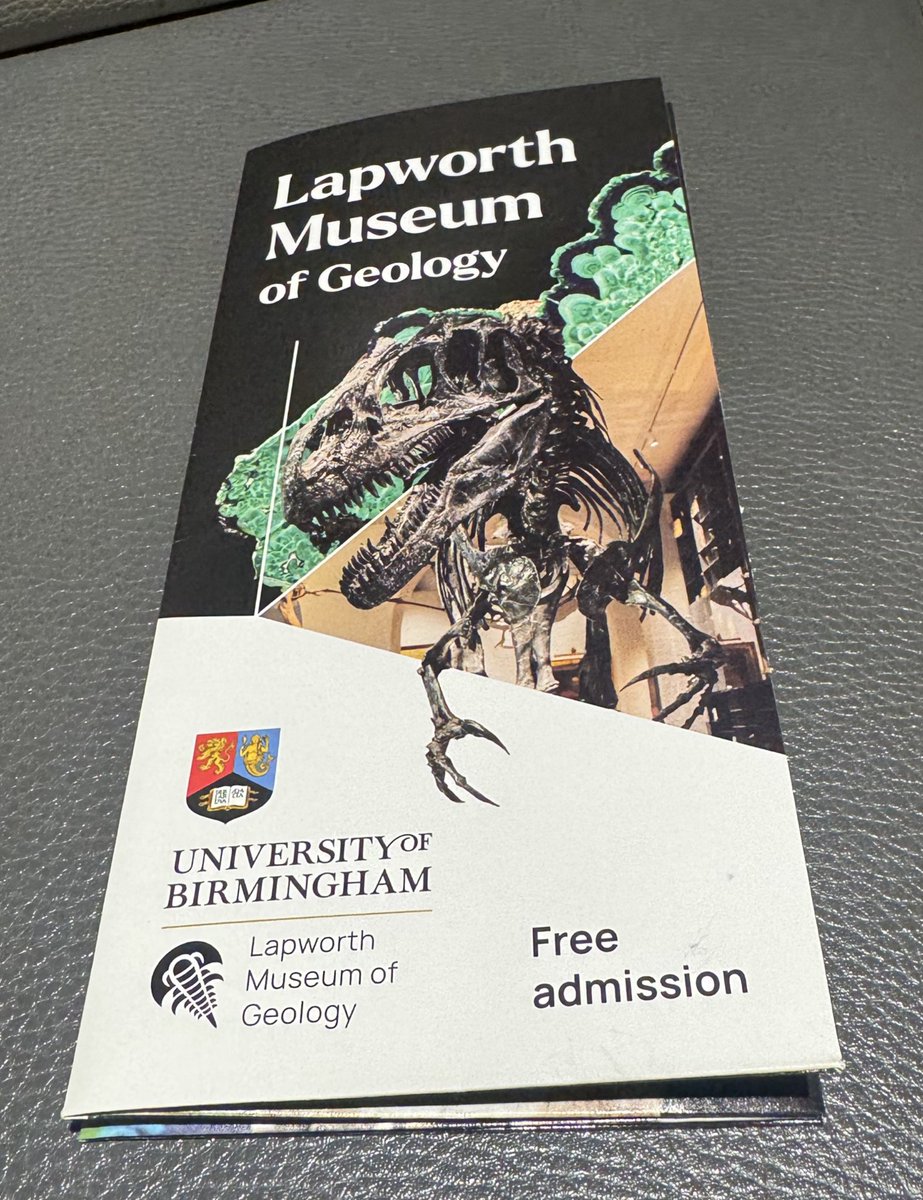 Lapworth
Museum
of Geology
UNIVERSITY OF
BIRMINGHAM
Lapworth
Museum of
Geology
Free
admission